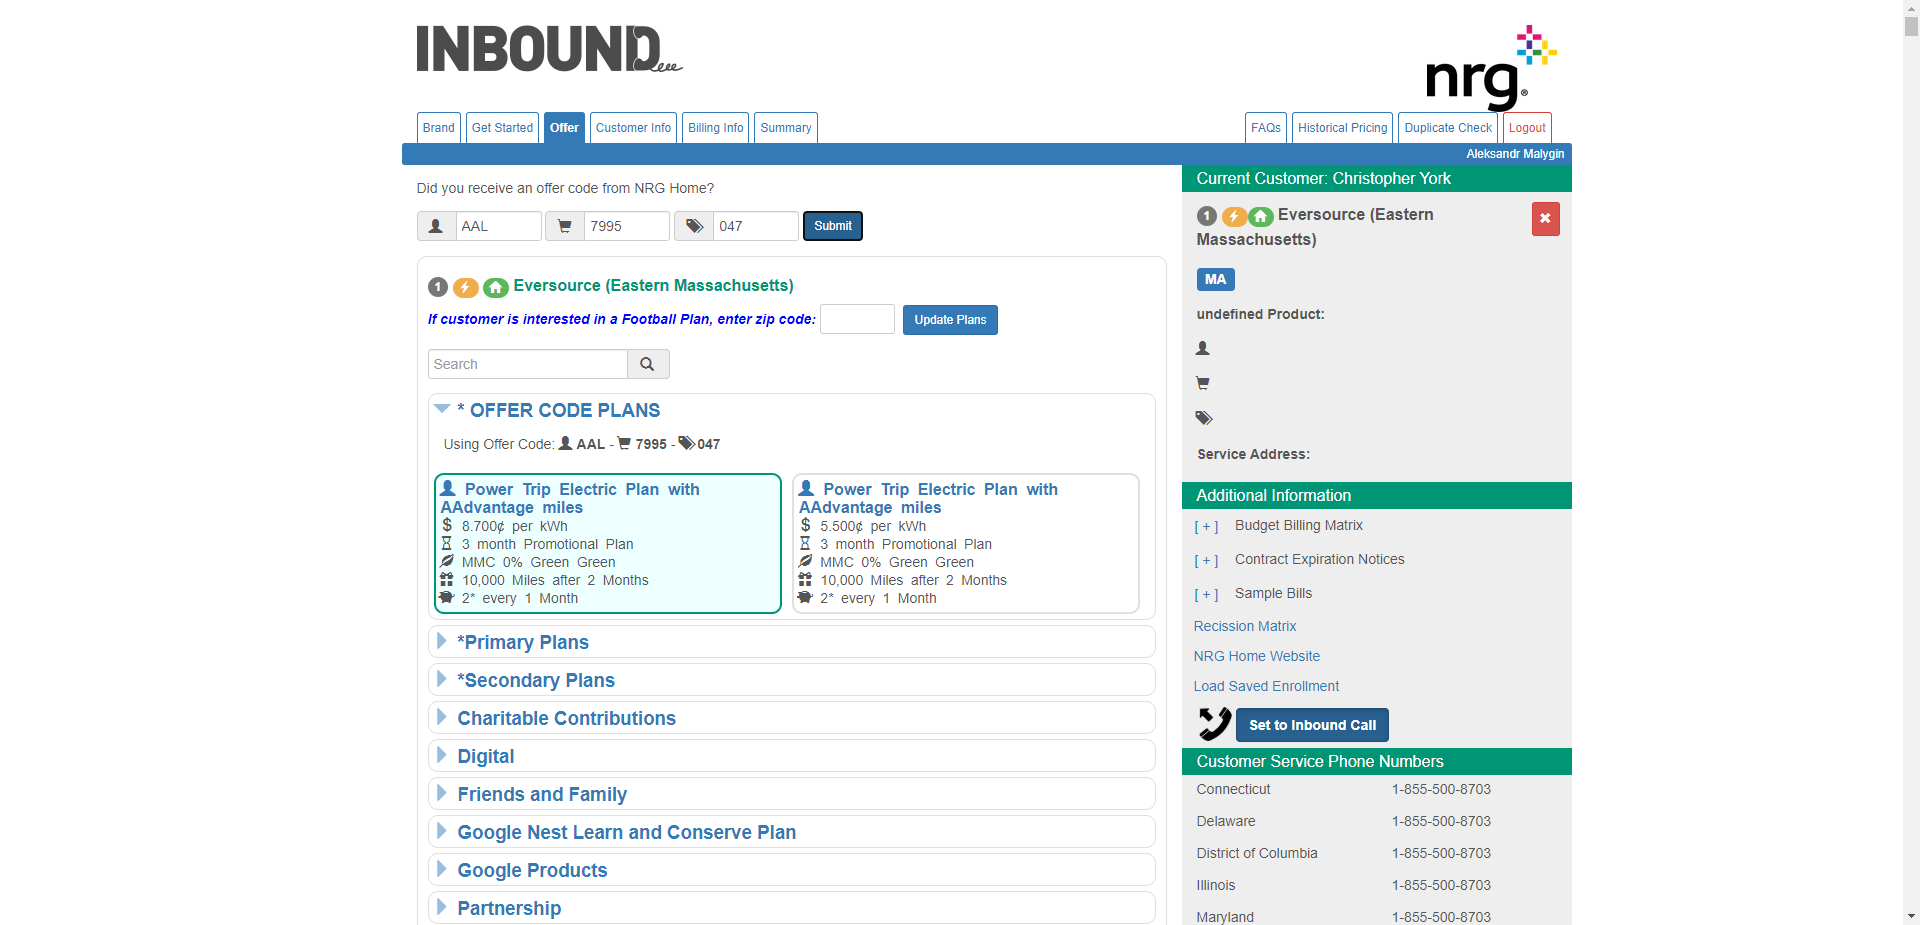 INBOUND
nrg®
Brand
Get Started
Offer
Customer Info
Billing Info
Summary
FAQs
Historical Pricing
Duplicate Check
Logout
Aleksandr Malygin
Did you receive an offer code from NRG Home?
AAL
7995
047
Submit
1 Eversource (Eastern Massachusetts)
If customer is interested in a Football Plan, enter zip code:
Update Plans
Search
* OFFER CODE PLANS
Using Offer Code: AAL - 7995 - 047
Power Trip Electric Plan with
AAdvantage miles
$ 8.700¢ per kWh
3 month Promotional Plan
MMC 0% Green Green
10,000 Miles after 2 Months
2* every 1 Month
Power Trip Electric Plan with
AAdvantage miles
$ 5.500¢ per kWh
3 month Promotional Plan
MMC 0% Green Green
10,000 Miles after 2 Months
2* every 1 Month
*Primary Plans
*Secondary Plans
Charitable Contributions
Digital
Friends and Family
Google Nest Learn and Conserve Plan
Google Products
Partnership
Current Customer: Christopher York
1 Eversource (Eastern
Massachusetts)
MA
undefined Product:
Service Address:
Additional Information
[ + ] Budget Billing Matrix
[ + ] Contract Expiration Notices
[ + ] Sample Bills
Recission Matrix
NRG Home Website
Load Saved Enrollment
Set to Inbound Call
Customer Service Phone Numbers
Connecticut 1-855-500-8703
Delaware 1-855-500-8703
District of Columbia 1-855-500-8703
Illinois 1-855-500-8703
Maryland 1-855-500-8703